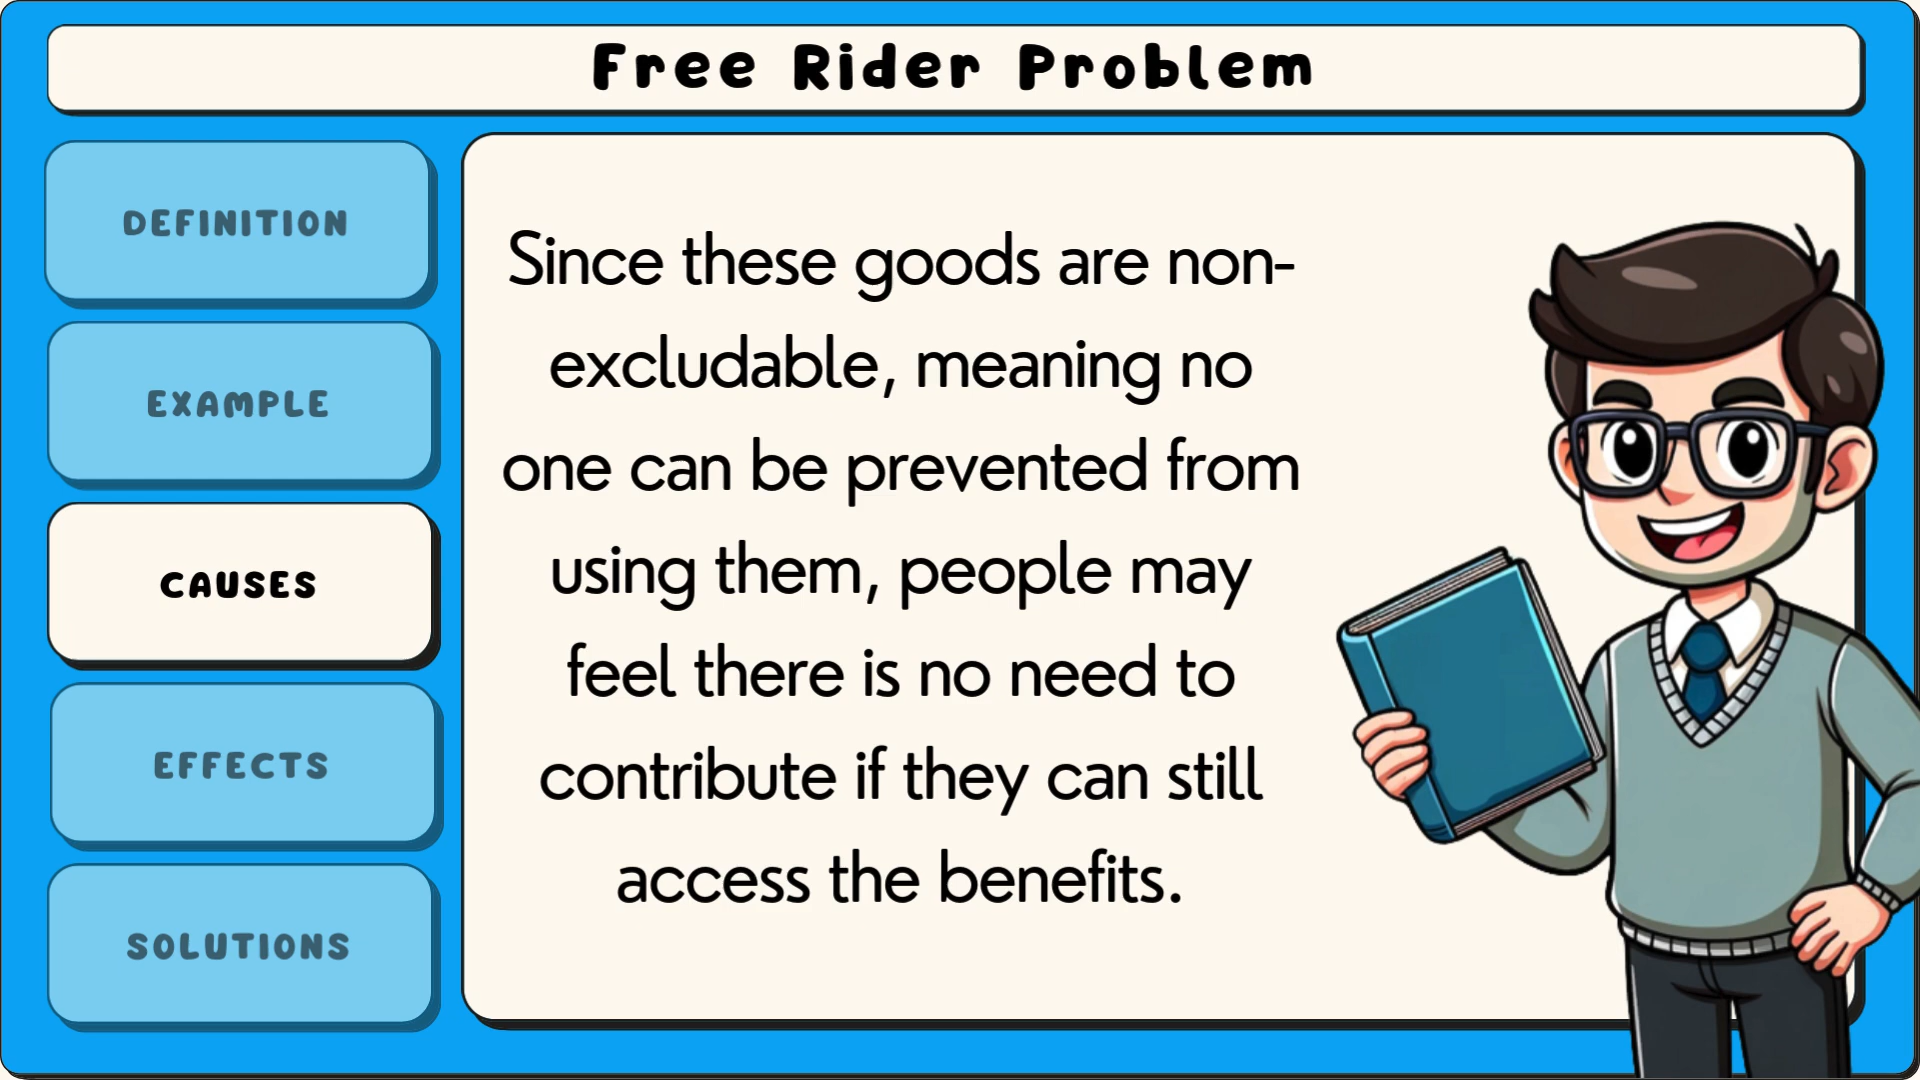 Free Rider Problem
DEFINITION
EXAMPLE
CAUSES
EFFECTS
SOLUTIONS
Since these goods are non-
excludable, meaning no
one can be prevented from
using them, people may
feel there is no need to
contribute if they can still
access the benefits.